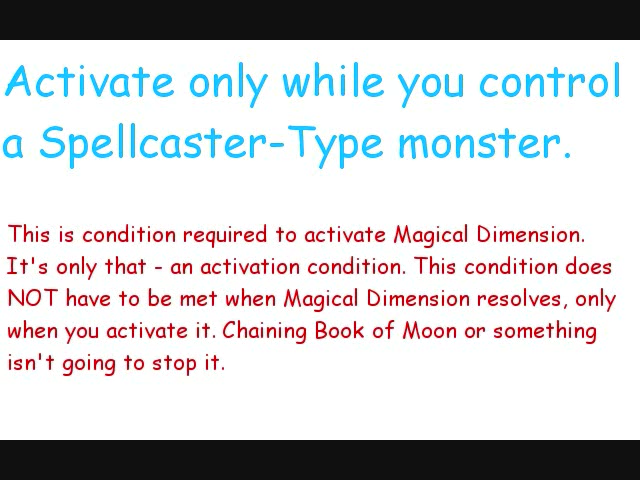 Activate only while you control
a Spellcaster-Type monster.
This is condition required to activate Magical Dimension.
It's only that - an activation condition. This condition does
NOT have to be met when Magical Dimension resolves, only
when you activate it. Chaining Book of Moon or something
isn't going to stop it.